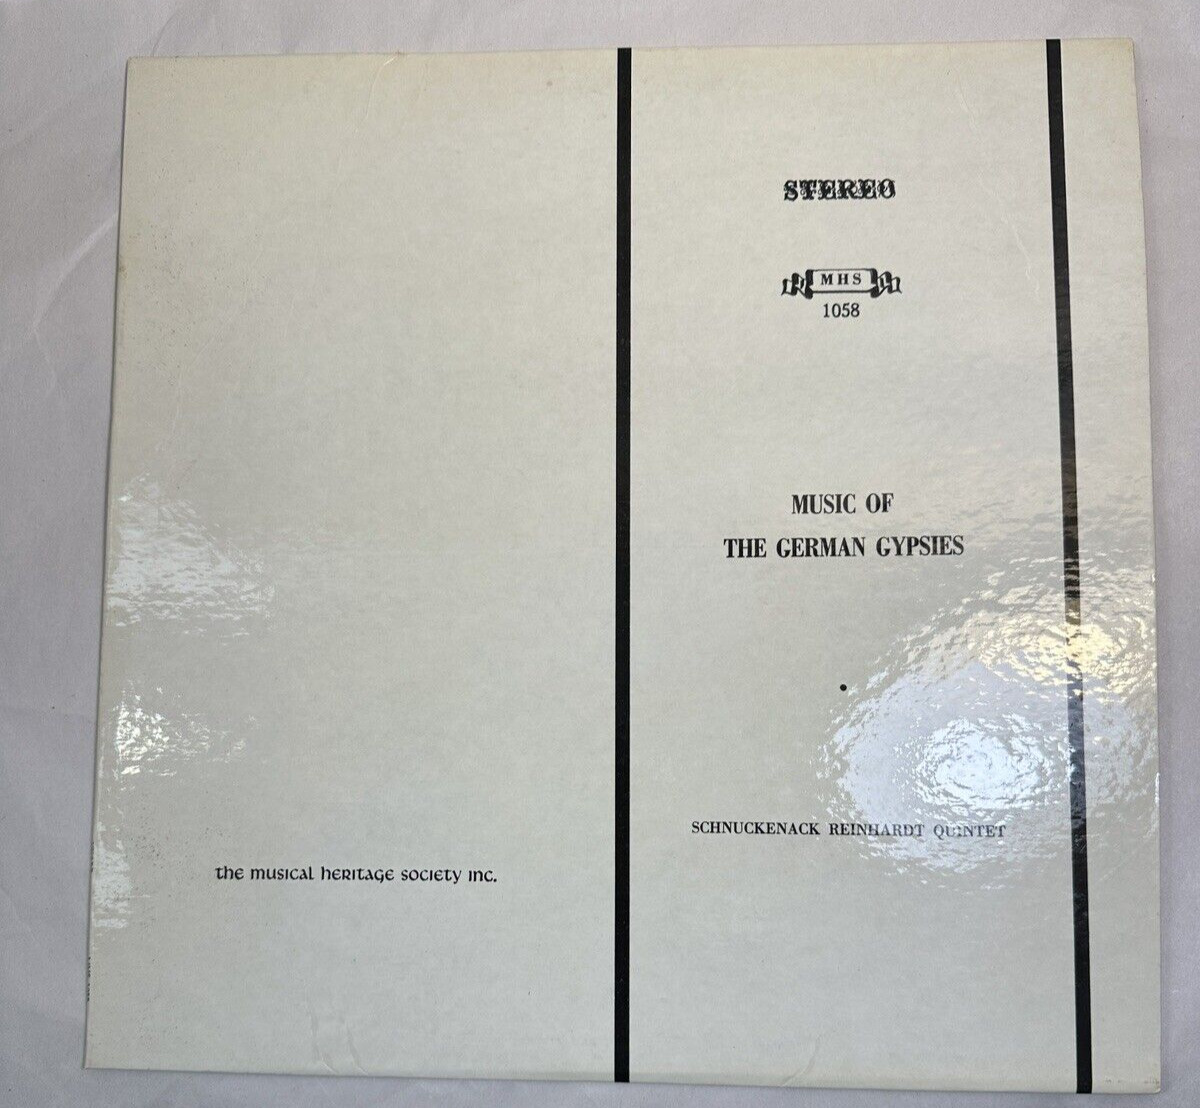 STEREO
MHS
1058
MUSIC OF
THE GERMAN GYPSIES
SCHNUCKENACK REINHARDT QUINTET
the musical heritage society inc.